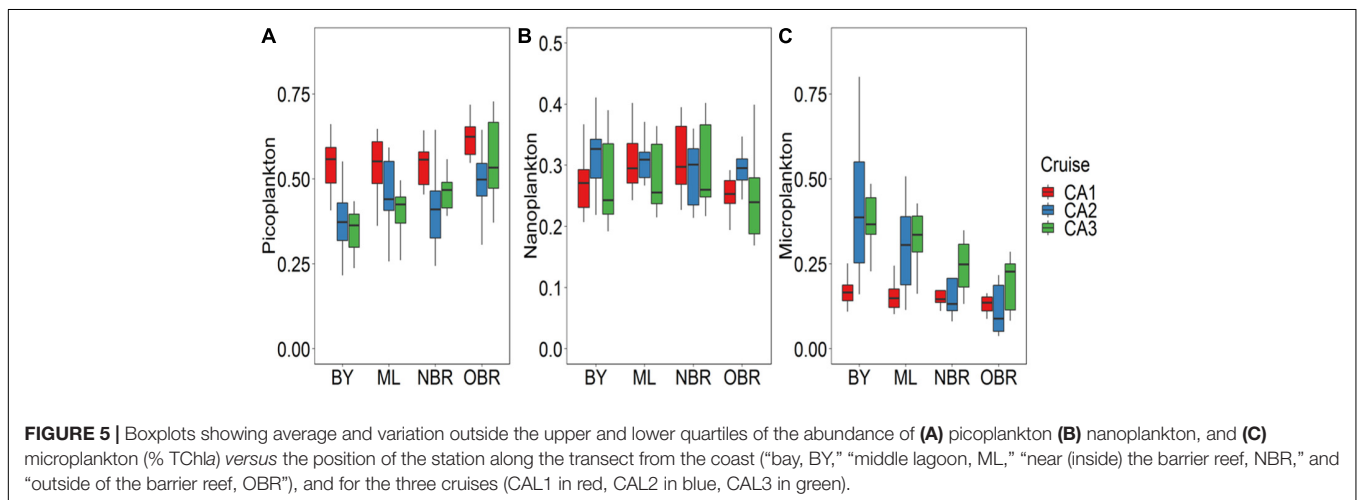 A
B
C
Picoplankton
0.75
0.50
0.25
0.00
BY ML NBR OBR
Nanoplankton
0.5
0.4
0.3
0.2
0.1
0.0
BY ML NBR OBR
Microplankton
0.75
0.50
0.25
0.00
BY ML NBR OBR
Cruise
CA1
CA2
CA3
FIGURE 5 | Boxplots showing average and variation outside the upper and lower quartiles of the abundance of (A) picoplankton (B) nanoplankton, and (C)
microplankton (% TChla) versus the position of the station along the transect from the coast (“bay, BY,” “middle lagoon, ML,” “near (inside) the barrier reef, NBR,” and
“outside of the barrier reef, OBR”), and for the three cruises (CAL1 in red, CAL2 in blue, CAL3 in green).